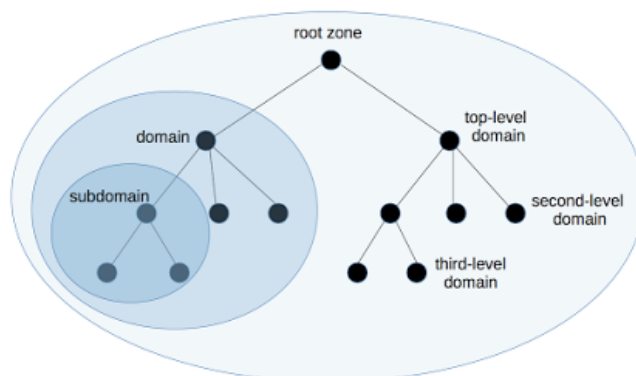 root zone
domain
top-level
domain
subdomain
second-level
domain
third-level
domain